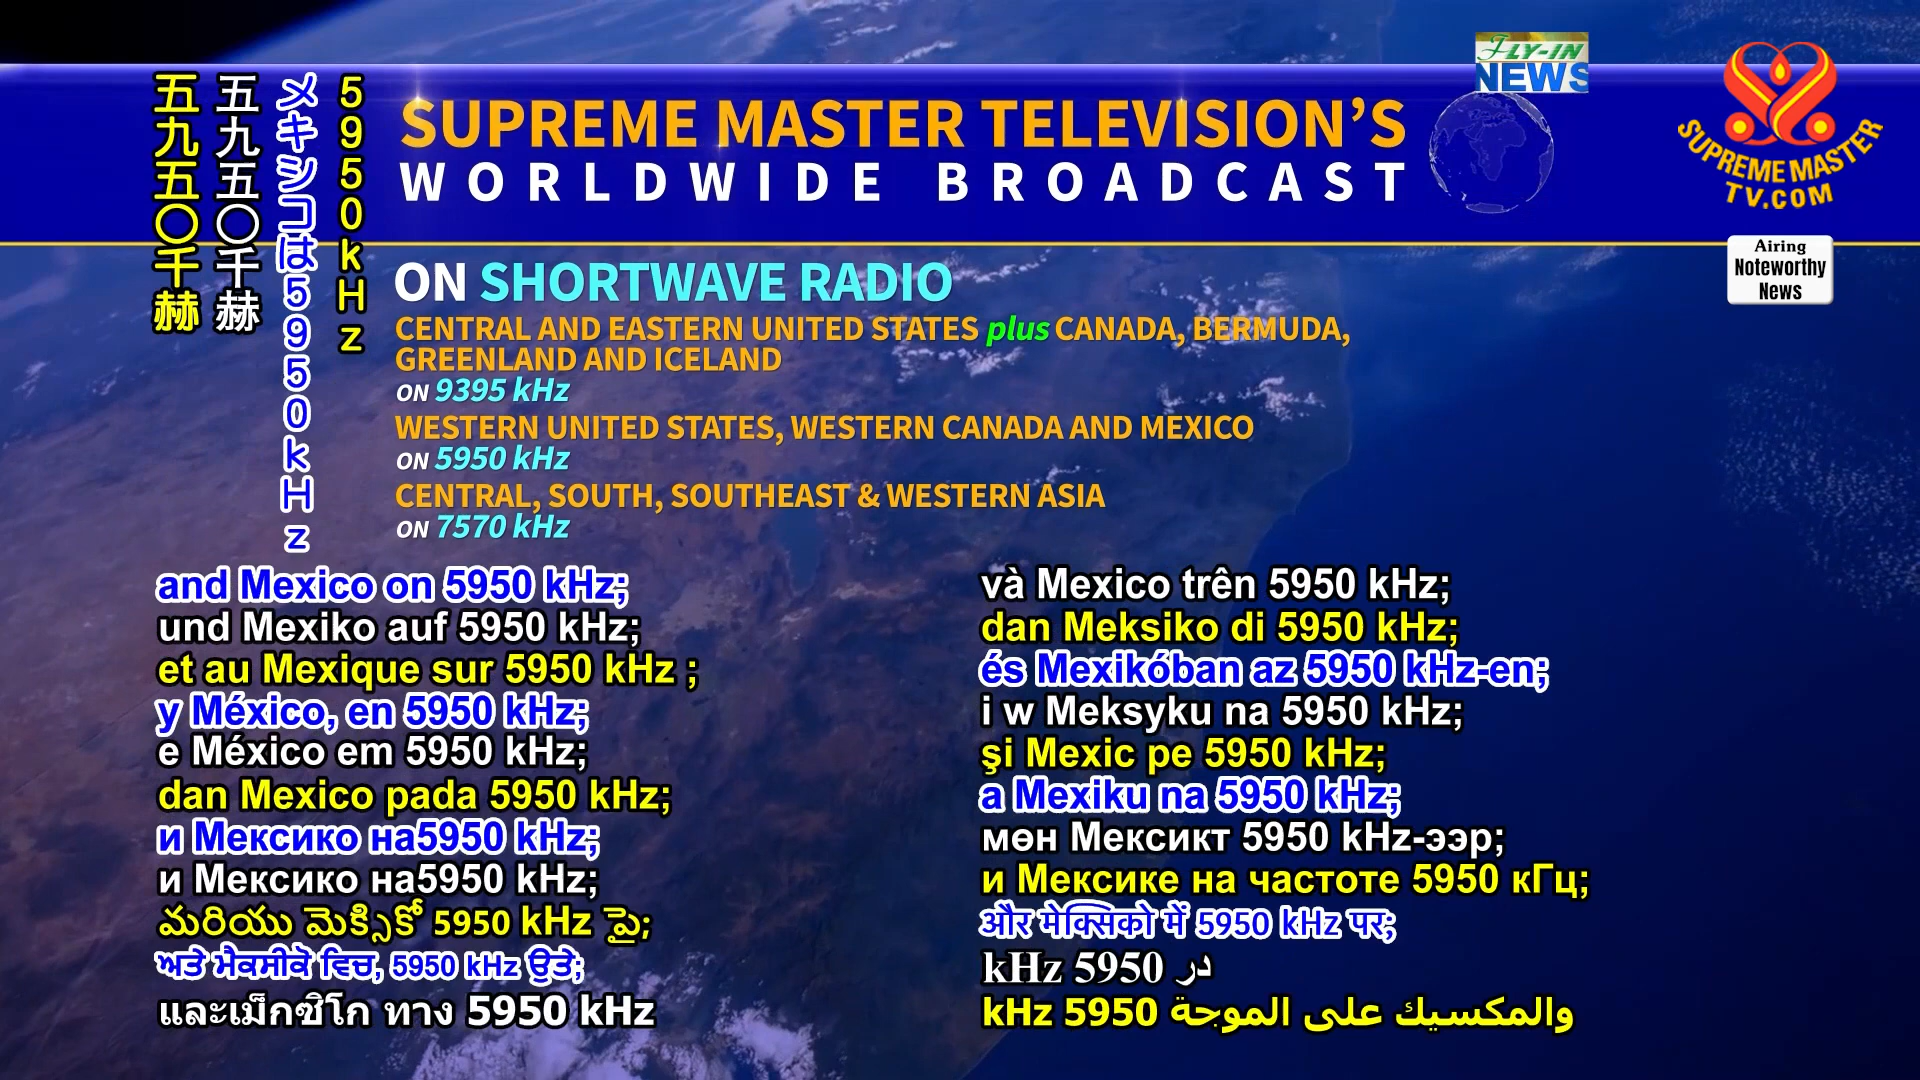 五九五〇千赫
五九五〇千赫
メキシコは5950kHz
5950kHz
FLY-IN
NEWS
SUPREME MASTER TELEVISION’S
WORLDWIDE BROADCAST
SUPREME MASTER
TV.COM
Airing
Noteworthy
News
ON SHORTWAVE RADIO
CENTRAL AND EASTERN UNITED STATES plus CANADA, BERMUDA,
GREENLAND AND ICELAND
ON 9395 kHz
WESTERN UNITED STATES, WESTERN CANADA AND MEXICO
ON 5950 kHz
CENTRAL, SOUTH, SOUTHEAST & WESTERN ASIA
ON 7570 kHz
and Mexico on 5950 kHz;
und Mexiko auf 5950 kHz;
et au Mexique sur 5950 kHz ;
y México, en 5950 kHz;
e México em 5950 kHz;
dan Mexico pada 5950 kHz;
и Мексико на5950 kHz;
и Мексико на5950 kHz;
మరియు మెక్సికో 5950 kHz పై;
ਅਤੇ ਮੈਕਸੀਕੋ ਵਿਚ, 5950 kHz ਉਤੇ;
และเม็กซิโก ทาง 5950 kHz
và Mexico trên 5950 kHz;
dan Meksiko di 5950 kHz;
és Mexikóban az 5950 kHz-en;
i w Meksyku na 5950 kHz;
şi Mexic pe 5950 kHz;
a Mexiku na 5950 kHz;
мөн Мексикт 5950 kHz-ээр;
и Мексике на частоте 5950 кГц;
और मेक्सिको में 5950 kHz पर;
در 5950 kHz
والمكسيك على الموجة 5950 kHz